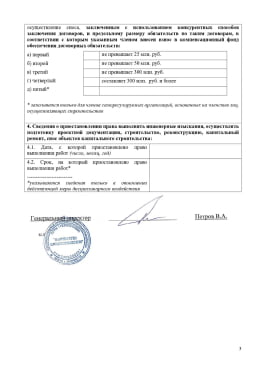 осуществление сноса, заключенным с использованием конкурентных способов
заключения договоров, и предельному размеру обязательств по таким договорам, в
соответствии с которым указанным членом внесен взнос в компенсационный фонд
обеспечения договорных обязательств:
а) первый не превышает 25 млн. руб.
б) второй не превышает 50 млн. руб.
в) третий не превышает 300 млн. руб.
г) четвертый составляет 300 млн. руб. и более
д) пятый*
* заполняется только для членов саморегулируемых организаций, основанных на членстве лиц,
осуществляющих строительство
4. Сведения о приостановлении права выполнять инженерные изыскания, осуществлять
подготовку проектной документации, строительство, реконструкцию, капитальный
ремонт, снос объектов капитального строительства:
4.1. Дата, с которой приостановлено право
выполнения работ (число, месяц, год)
4.2. Срок, на который приостановлено право
выполнения работ*
*указываются сведения только в отношении
действующей меры дисциплинарного воздействия
Генеральный директор
Петров В.А.